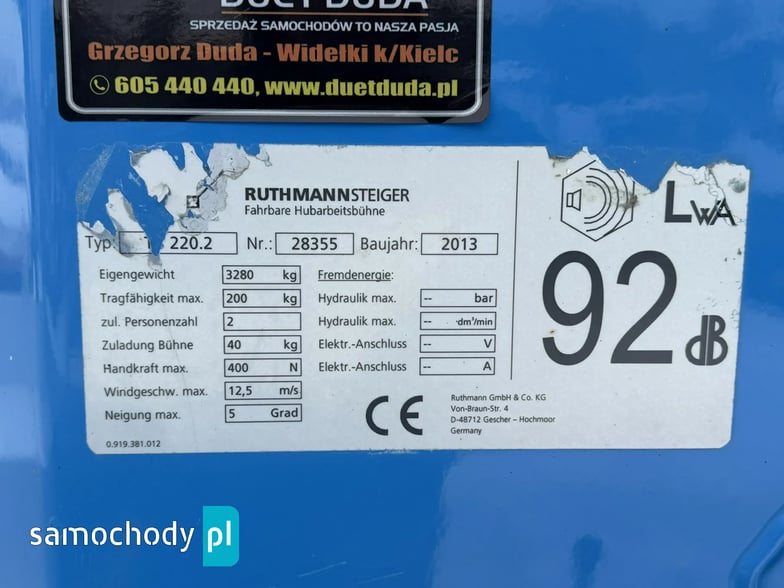 DUET DUDA
SPRZEDAŻ SAMOCHODÓW TO NASZA PASJA
Grzegorz Duda - Widełki k/Kielc
605 440 440, www.duetduda.pl
RUTHMANNSTEIGER
Fahrbare Hubarbeitsbühne
Typ: 220.2 Nr.: 28355 Baujahr: 2013
Eigengewicht 3280 kg Fremdenergie:
Tragfähigkeit max. 200 kg Hydraulik max. -- bar
zul. Personenzahl 2 Hydraulik max. -- dm³/min
Zuladung Bühne 40 kg Elektr.-Anschluss -- V
Handkraft max. 400 N Elektr.-Anschluss -- A
Windgeschw. max. 12,5 m/s
Neigung max. 5 Grad
0.919.381.012
CE
Ruthmann GmbH & Co. KG
Von-Braun-Str. 4
D-48712 Gescher - Hochmoor
Germany
LWA
92 dB
samochody pl